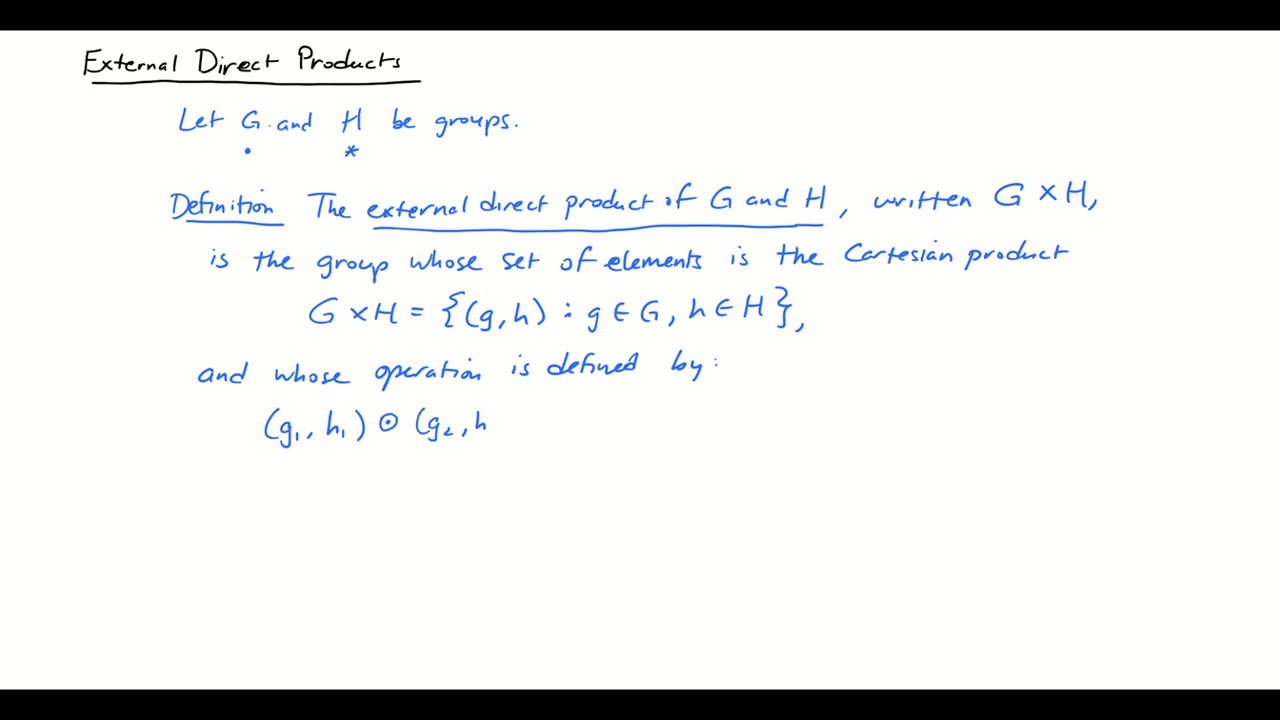 External Direct Products
Let G and H be groups.
· *
Definition The external direct product of G and H, written G × H,
is the group whose set of elements is the Cartesian product
G × H = {(g, h) : g ∈ G, h ∈ H},
and whose operation is defined by:
(g₁, h₁) ⊙ (g₂, h